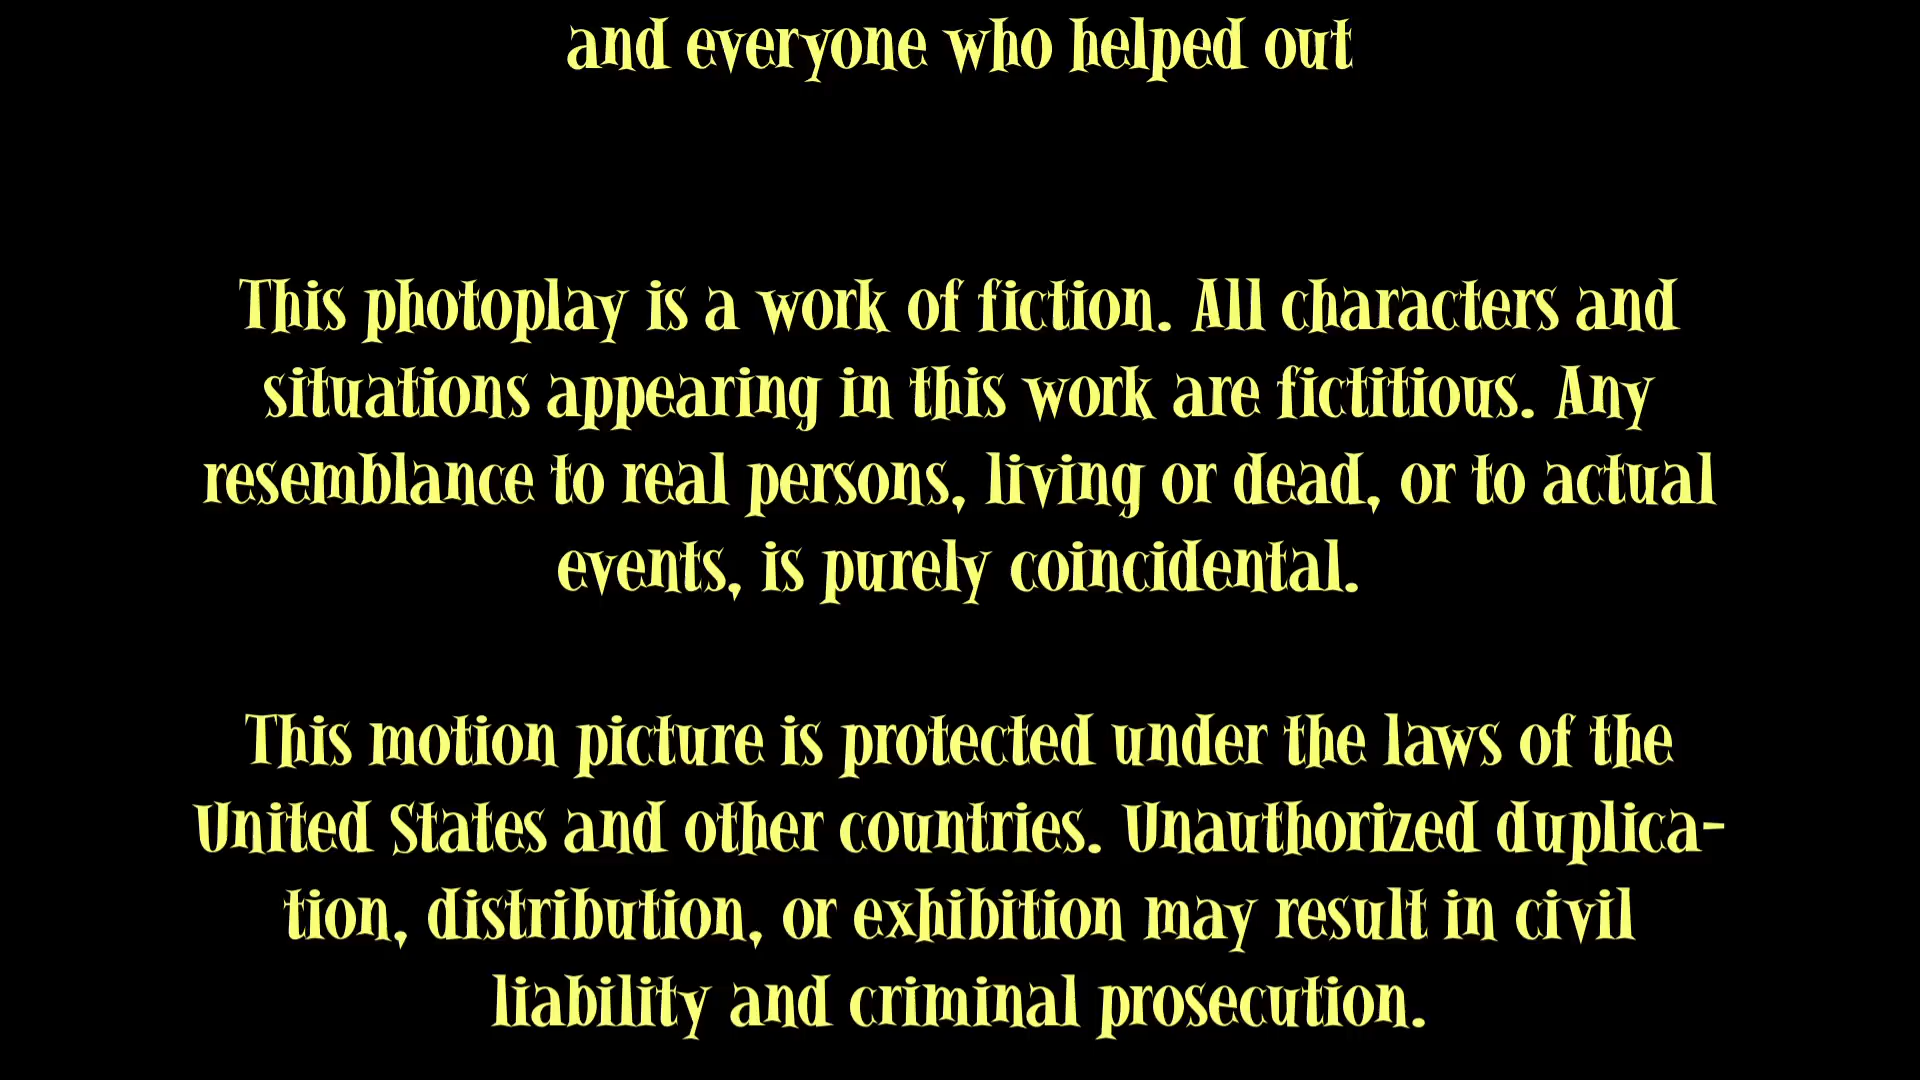 and everyone who helped out
This photoplay is a work of fiction. All characters and
situations appearing in this work are fictitious. Any
resemblance to real persons, living or dead, or to actual
events, is purely coincidental.
This motion picture is protected under the laws of the
United States and other countries. Unauthorized duplica-
tion, distribution, or exhibition may result in civil
liability and criminal prosecution.